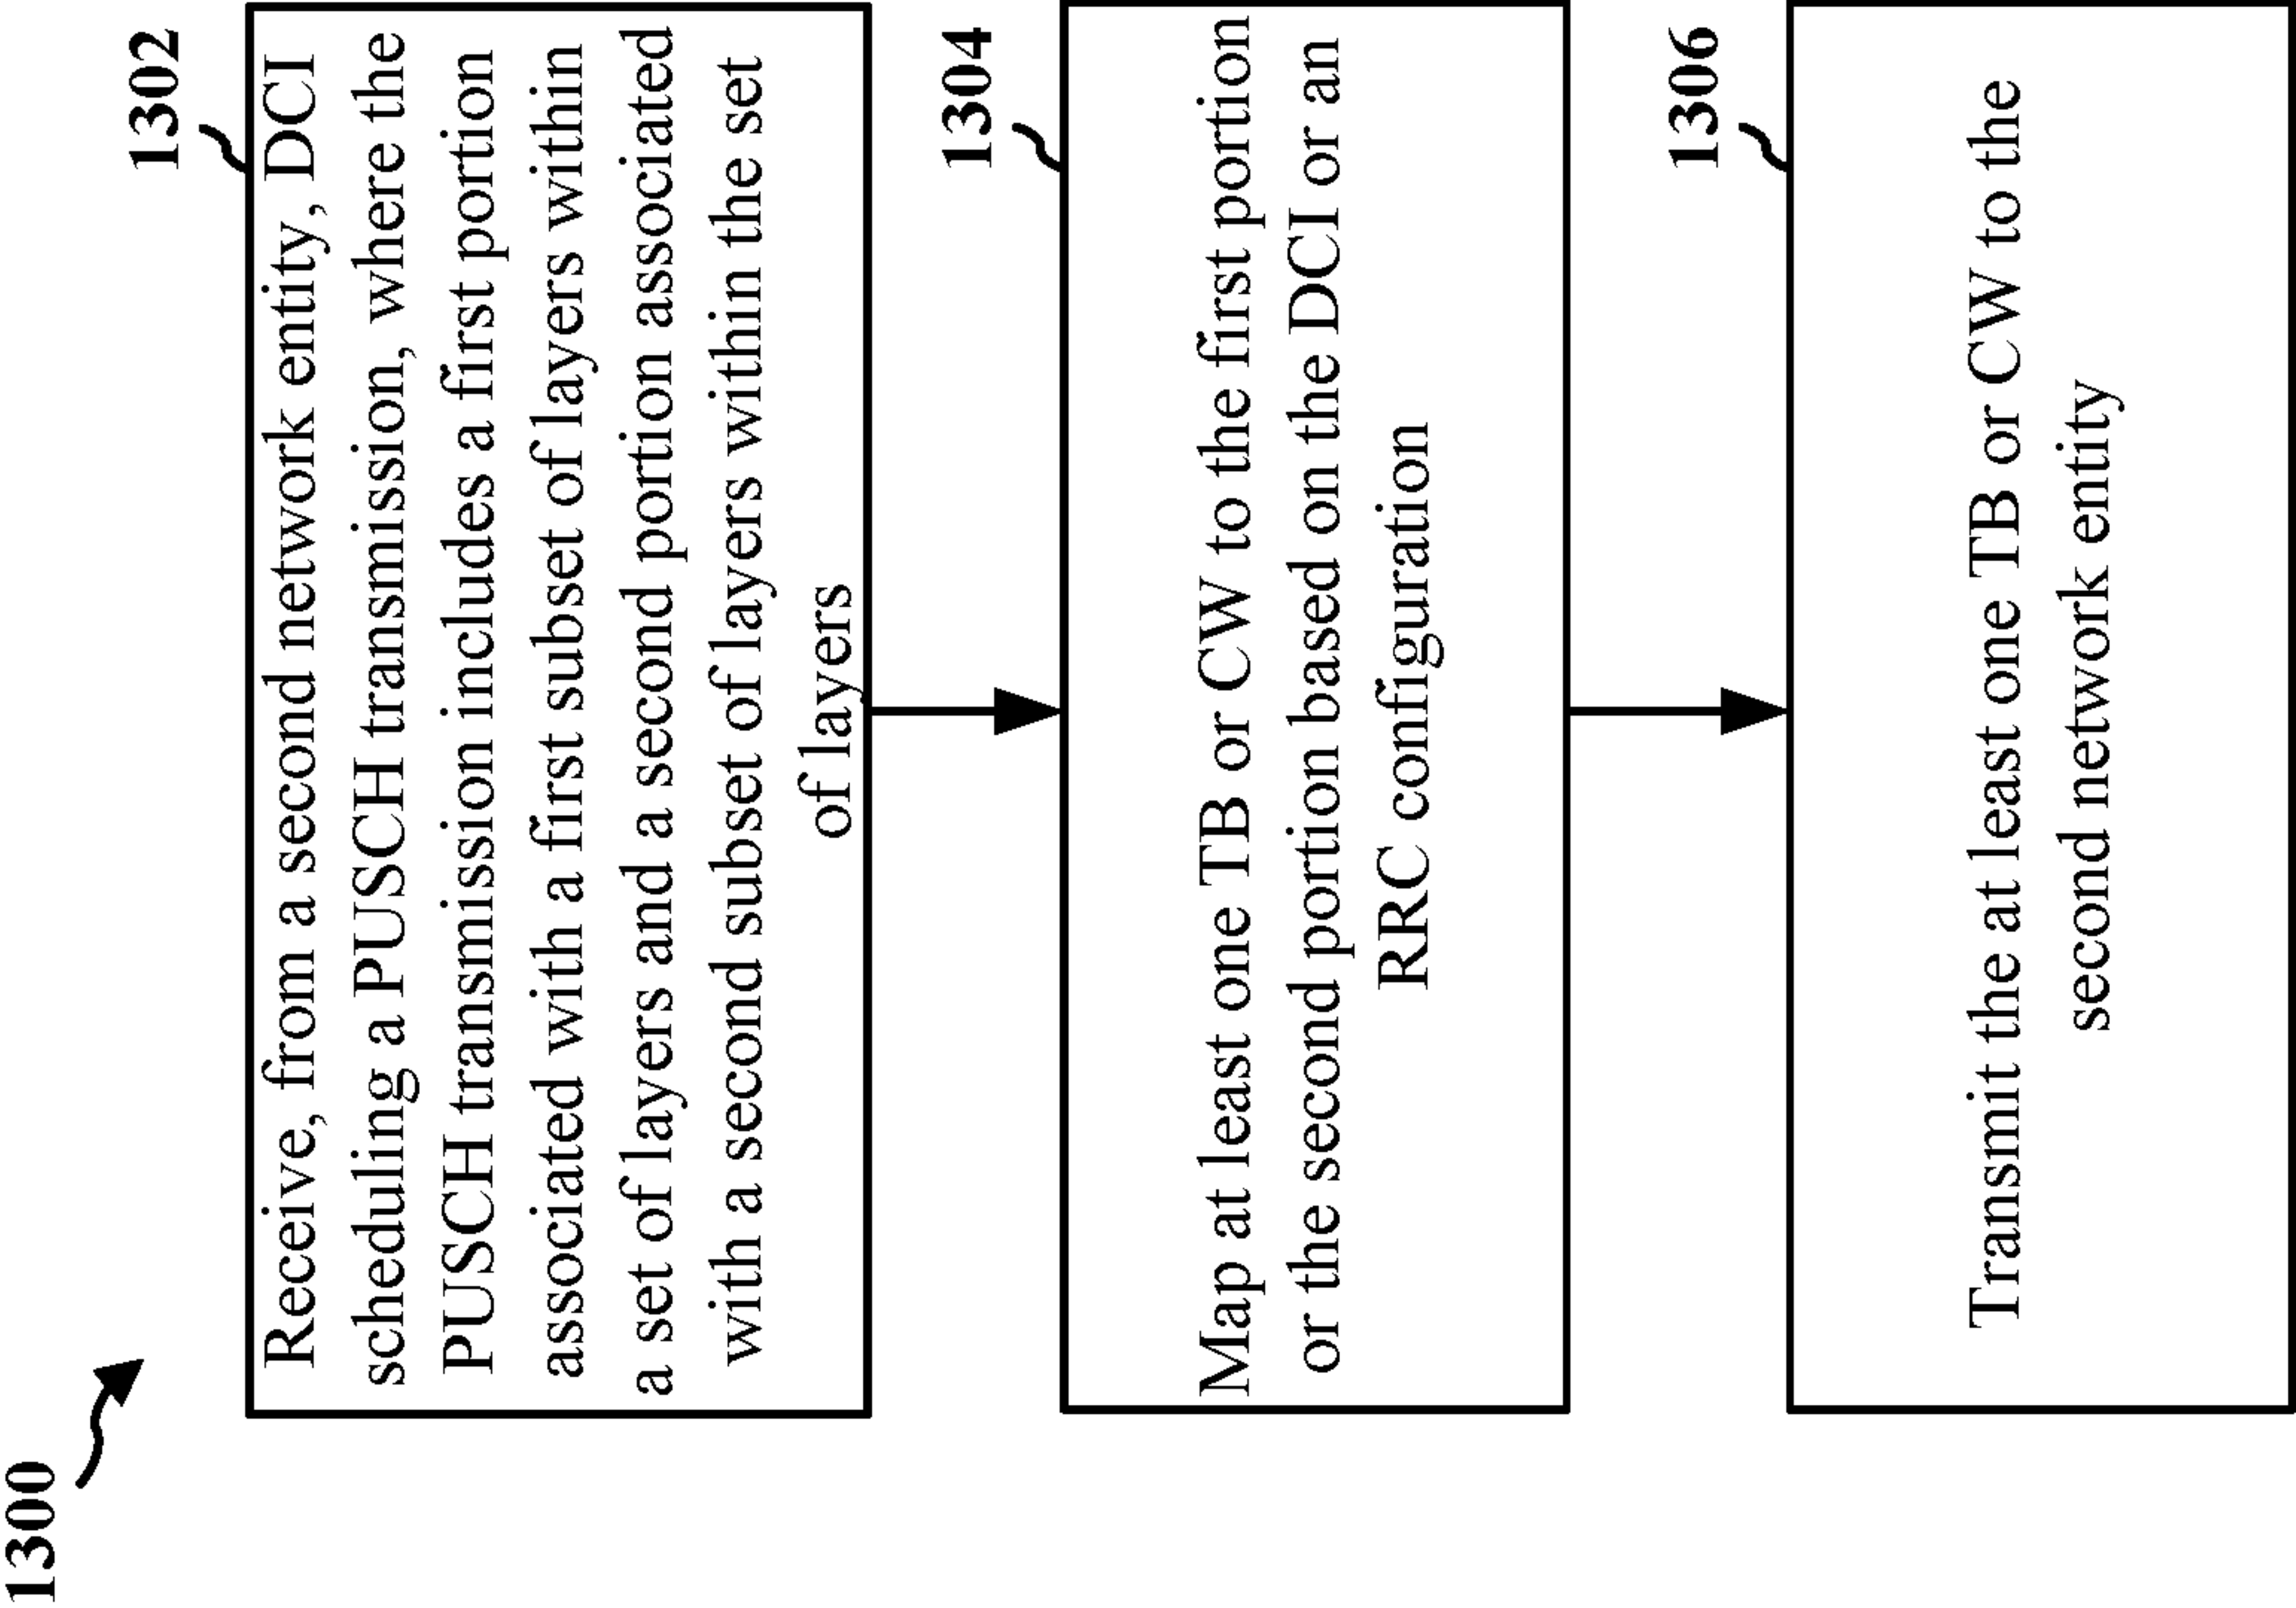 1300
1302
Receive, from a second network entity, DCI
scheduling a PUSCH transmission, where the
PUSCH transmission includes a first portion
associated with a first subset of layers within
a set of layers and a second portion associated
with a second subset of layers within the set
of layers
1304
Map at least one TB or CW to the first portion
or the second portion based on the DCI or an
RRC configuration
1306
Transmit the at least one TB or CW to the
second network entity